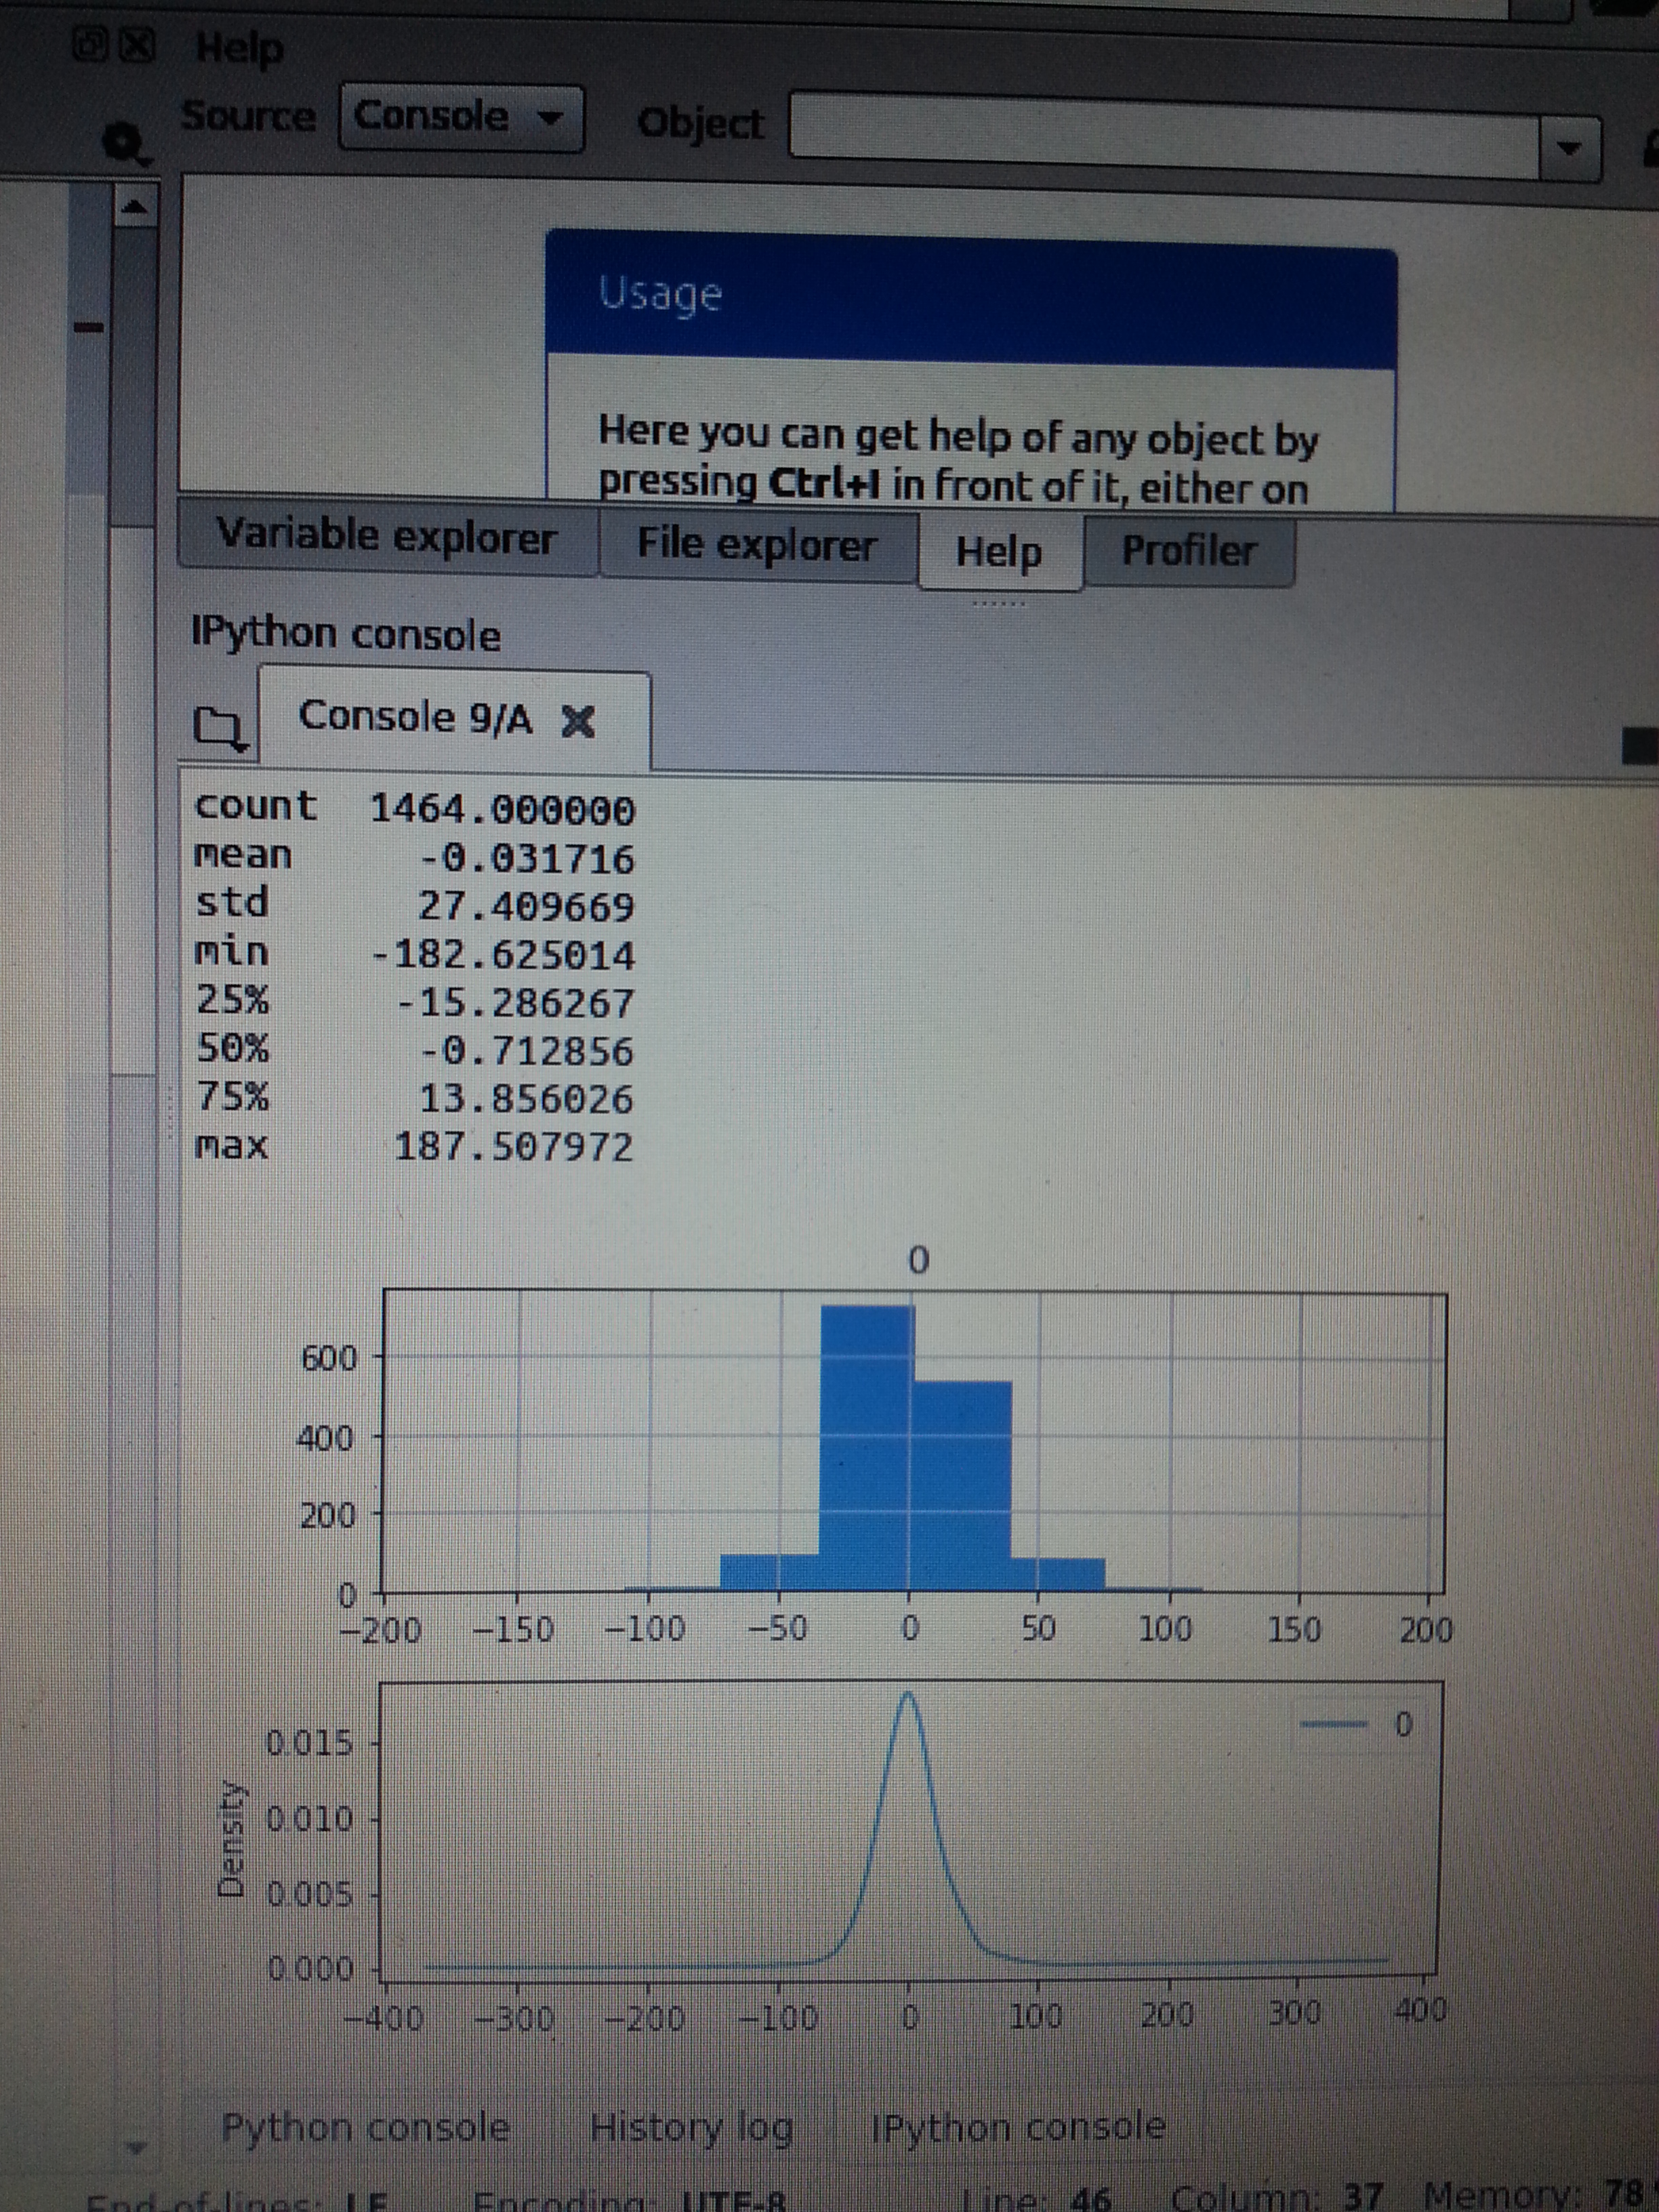 Help
Source Console Object
Usage
Here you can get help of any object by
pressing Ctrl+I in front of it, either on
Variable explorer File explorer Help Profiler
IPython console
Console 9/A
count 1464.000000
mean -0.031716
std 27.409669
min -182.625014
25% -15.286267
50% -0.712856
75% 13.856026
max 187.507972
0
600
400
200
0
−200 −150 −100 −50 0 50 100 150 200
0
0.015
0.010
0.005
0.000
Density
−400 −300 −200 −100 0 100 200 300 400
Python console History log IPython console
End-of-lines: LF Encoding: UTF-8 Line: 46 Column: 37 Memory: 78